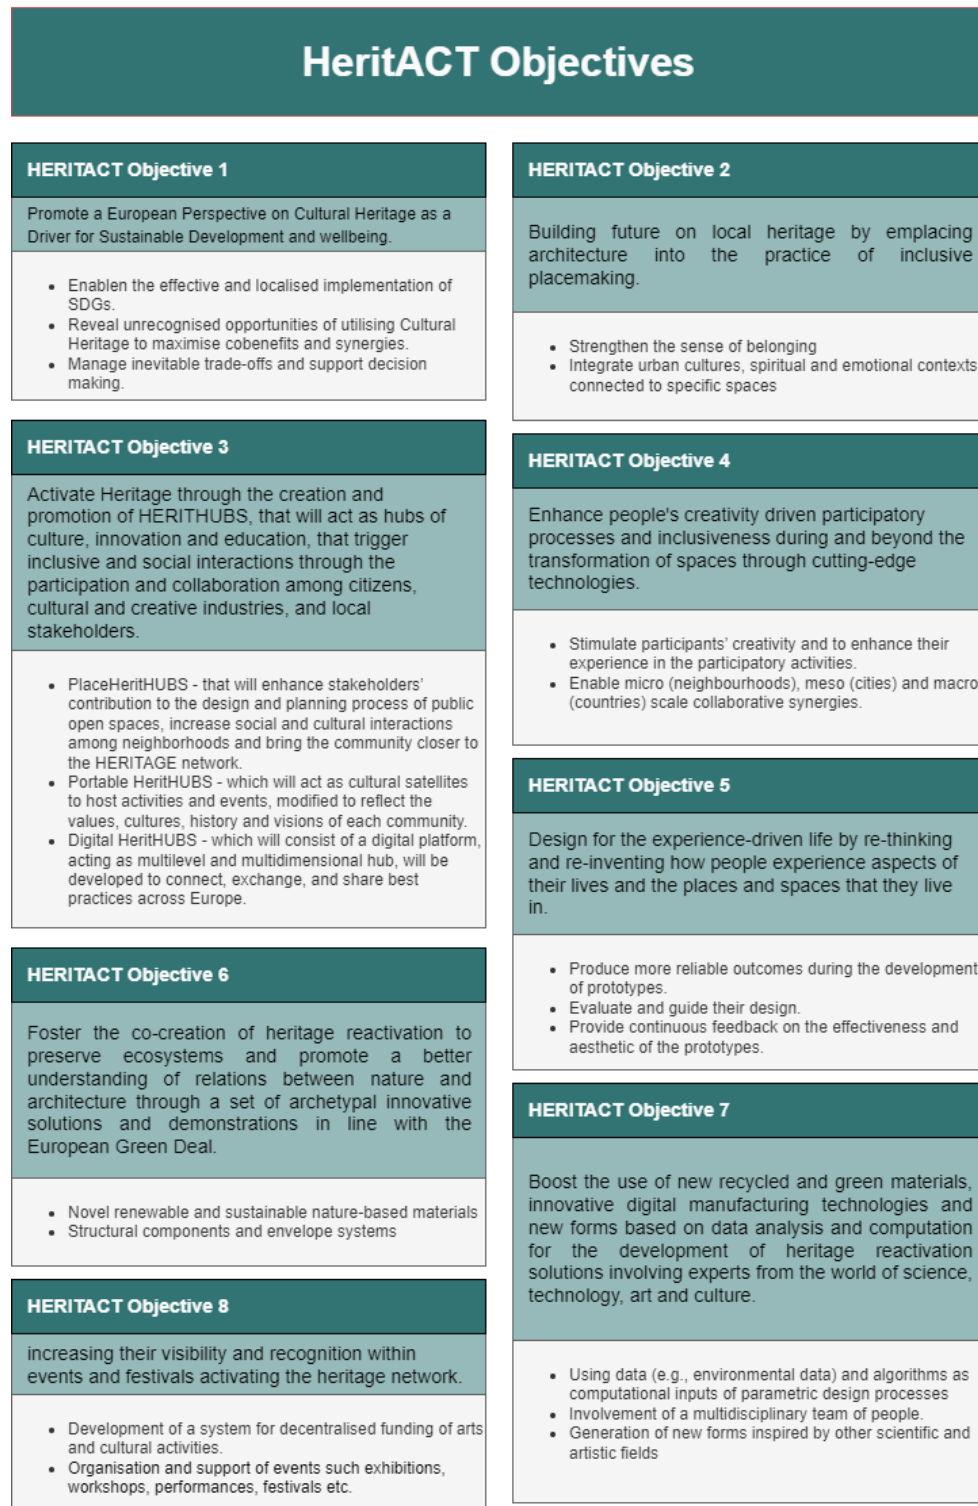 HeritACT Objectives
HERITACT Objective 1
Promote a European Perspective on Cultural Heritage as a
Driver for Sustainable Development and wellbeing.
• Enablen the effective and localised implementation of
SDGs.
• Reveal unrecognised opportunities of utilising Cultural
Heritage to maximise cobenefits and synergies.
• Manage inevitable trade-offs and support decision
making.
HERITACT Objective 2
Building future on local heritage by emplacing
architecture into the practice of inclusive
placemaking.
• Strengthen the sense of belonging
• Integrate urban cultures, spiritual and emotional contexts
connected to specific spaces
HERITACT Objective 3
Activate Heritage through the creation and
promotion of HERITHUBS, that will act as hubs of
culture, innovation and education, that trigger
inclusive and social interactions through the
participation and collaboration among citizens,
cultural and creative industries, and local
stakeholders.
• PlaceHeritHUBS - that will enhance stakeholders'
contribution to the design and planning process of public
open spaces, increase social and cultural interactions
among neighborhoods and bring the community closer to
the HERITAGE network.
• Portable HeritHUBS - which will act as cultural satellites
to host activities and events, modified to reflect the
values, cultures, history and visions of each community.
• Digital HeritHUBS - which will consist of a digital platform,
acting as multilevel and multidimensional hub, will be
developed to connect, exchange, and share best
practices across Europe.
HERITACT Objective 4
Enhance people's creativity driven participatory
processes and inclusiveness during and beyond the
transformation of spaces through cutting-edge
technologies.
• Stimulate participants' creativity and to enhance their
experience in the participatory activities.
• Enable micro (neighbourhoods), meso (cities) and macro
(countries) scale collaborative synergies.
HERITACT Objective 5
Design for the experience-driven life by re-thinking
and re-inventing how people experience aspects of
their lives and the places and spaces that they live
in.
• Produce more reliable outcomes during the development
of prototypes.
• Evaluate and guide their design.
• Provide continuous feedback on the effectiveness and
aesthetic of the prototypes.
HERITACT Objective 6
Foster the co-creation of heritage reactivation to
preserve ecosystems and promote a better
understanding of relations between nature and
architecture through a set of archetypal innovative
solutions and demonstrations in line with the
European Green Deal.
• Novel renewable and sustainable nature-based materials
• Structural components and envelope systems
HERITACT Objective 7
Boost the use of new recycled and green materials,
innovative digital manufacturing technologies and
new forms based on data analysis and computation
for the development of heritage reactivation
solutions involving experts from the world of science,
technology, art and culture.
• Using data (e.g., environmental data) and algorithms as
computational inputs of parametric design processes
• Involvement of a multidisciplinary team of people.
• Generation of new forms inspired by other scientific and
artistic fields
HERITACT Objective 8
increasing their visibility and recognition within
events and festivals activating the heritage network.
• Development of a system for decentralised funding of arts
and cultural activities.
• Organisation and support of events such exhibitions,
workshops, performances, festivals etc.